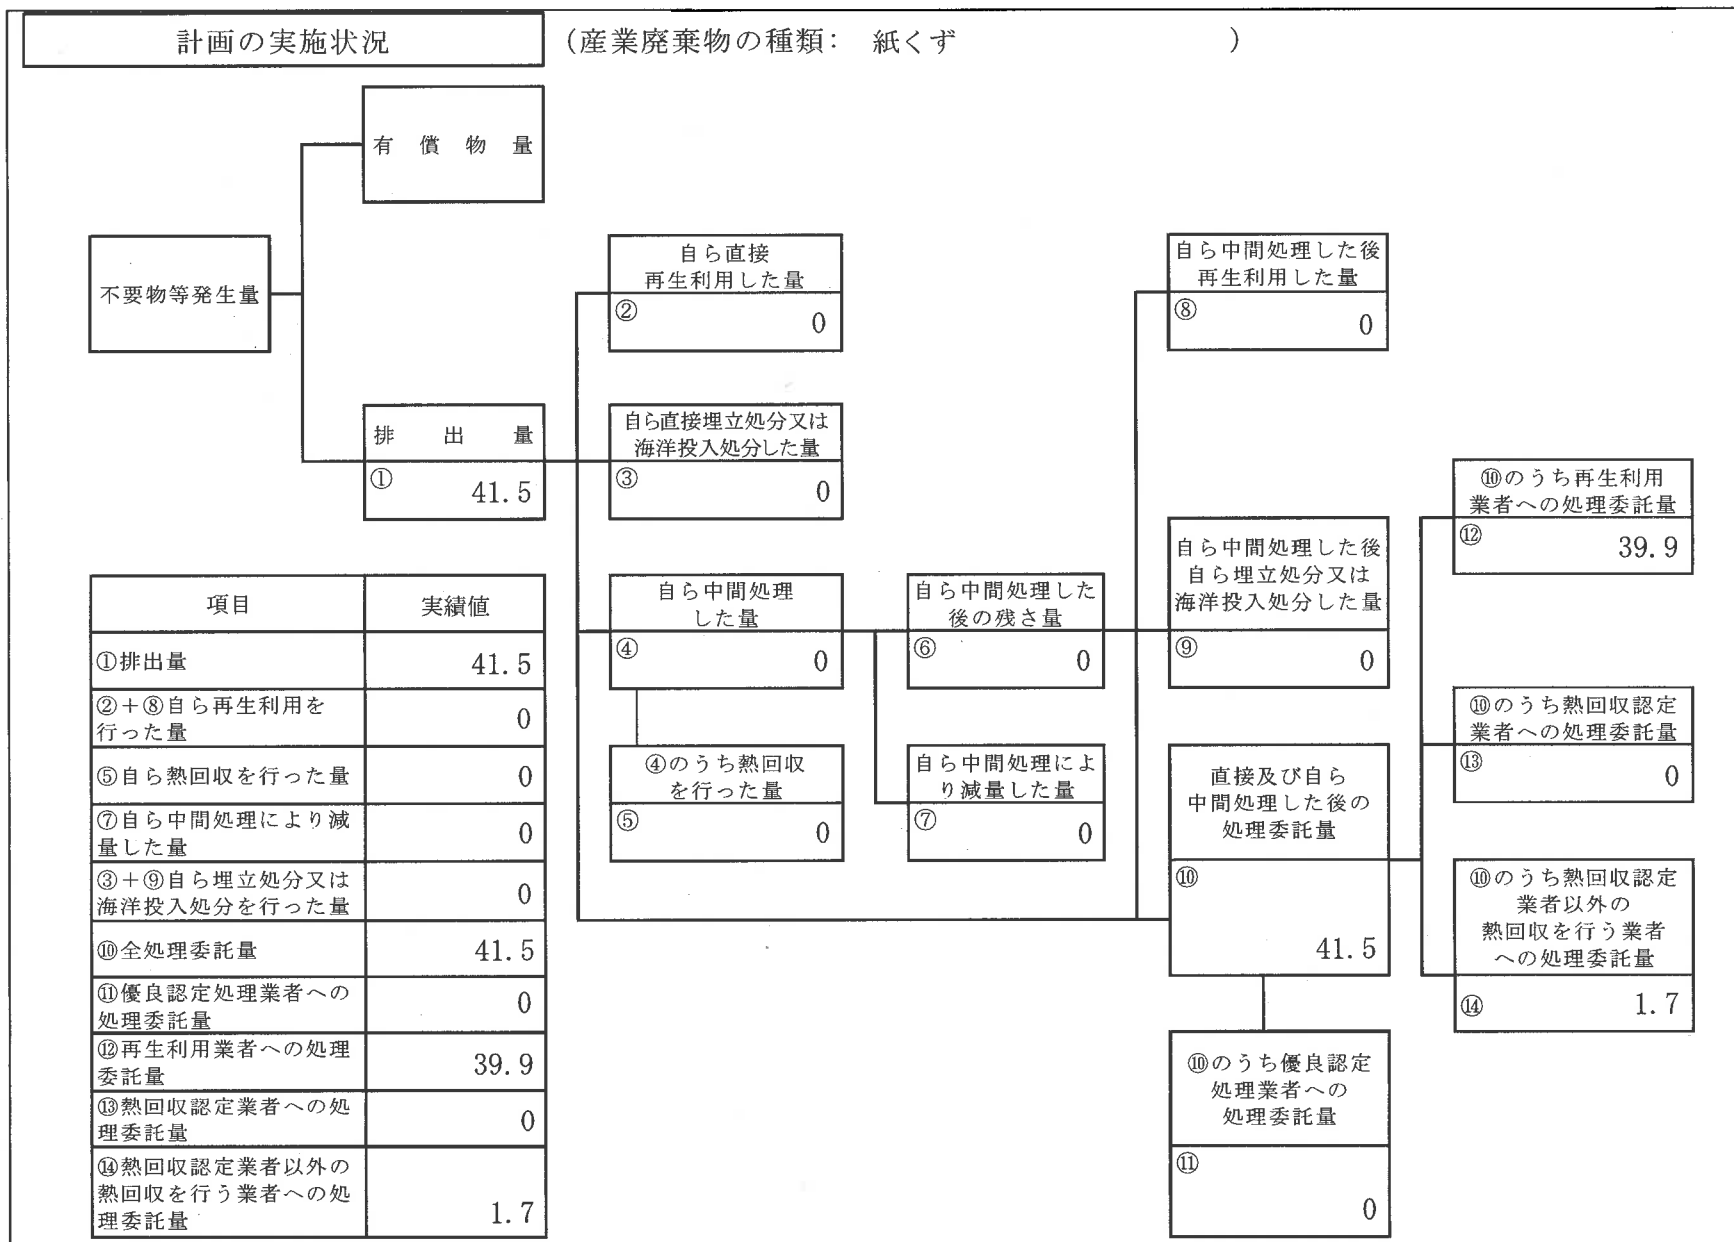 計画の実施状況
（産業廃棄物の種類： 紙くず ）
有償物量
不要物等発生量
排出量
① 41.5
自ら直接
再生利用した量
② 0
自ら直接埋立処分又は
海洋投入処分した量
③ 0
自ら中間処理
した量
④ 0
④のうち熱回収
を行った量
⑤ 0
自ら中間処理した
後の残さ量
⑥ 0
自ら中間処理によ
り減量した量
⑦ 0
自ら中間処理した後
再生利用した量
⑧ 0
自ら中間処理した後
自ら埋立処分又は
海洋投入処分した量
⑨ 0
直接及び自ら
中間処理した後の
処理委託量
⑩
41.5
⑩のうち優良認定
処理業者への
処理委託量
⑪
0
⑩のうち再生利用
業者への処理委託量
⑫ 39.9
⑩のうち熱回収認定
業者への処理委託量
⑬ 0
⑩のうち熱回収認定
業者以外の
熱回収を行う業者
への処理委託量
⑭ 1.7
項目 実績値
①排出量 41.5
②＋⑧自ら再生利用を
行った量 0
⑤自ら熱回収を行った量 0
⑦自ら中間処理により減
量した量 0
③＋⑨自ら埋立処分又は
海洋投入処分を行った量 0
⑩全処理委託量 41.5
⑪優良認定処理業者への
処理委託量 0
⑫再生利用業者への処理
委託量 39.9
⑬熱回収認定業者への処
理委託量 0
⑭熱回収認定業者以外の
熱回収を行う業者への処
理委託量 1.7